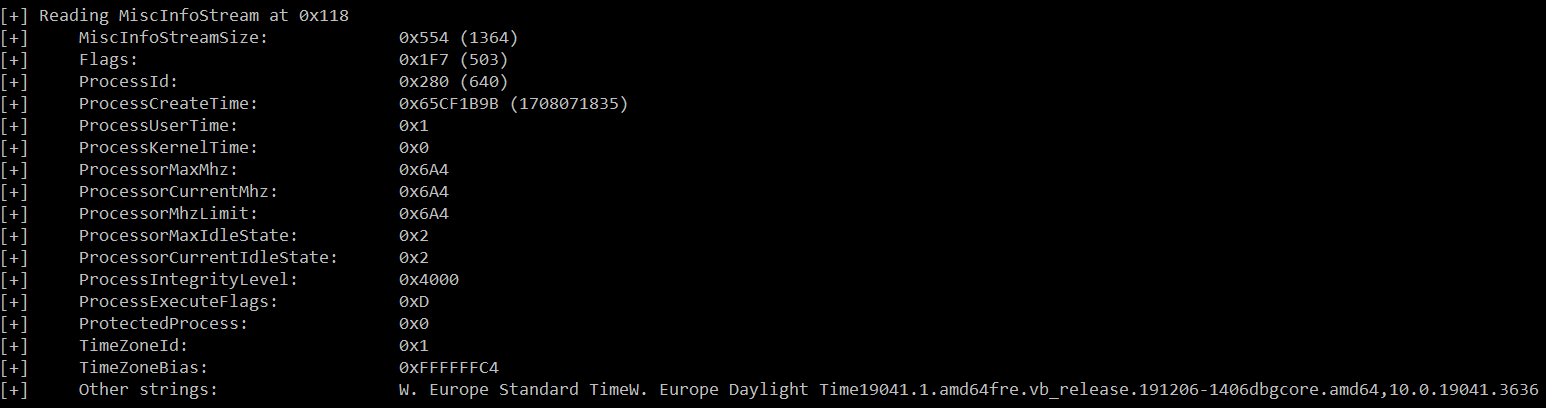 [+] Reading MiscInfoStream at 0x118
[+] MiscInfoStreamSize: 0x554 (1364)
[+] Flags: 0x1F7 (503)
[+] ProcessId: 0x280 (640)
[+] ProcessCreateTime: 0x65CF1B9B (1708071835)
[+] ProcessUserTime: 0x1
[+] ProcessKernelTime: 0x0
[+] ProcessorMaxMhz: 0x6A4
[+] ProcessorCurrentMhz: 0x6A4
[+] ProcessorMhzLimit: 0x6A4
[+] ProcessorMaxIdleState: 0x2
[+] ProcessorCurrentIdleState: 0x2
[+] ProcessIntegrityLevel: 0x4000
[+] ProcessExecuteFlags: 0xD
[+] ProtectedProcess: 0x0
[+] TimeZoneId: 0x1
[+] TimeZoneBias: 0xFFFFFFC4
[+] Other strings: W. Europe Standard TimeW. Europe Daylight Time19041.1.amd64fre.vb_release.191206-1406dbgcore.amd64,10.0.19041.3636